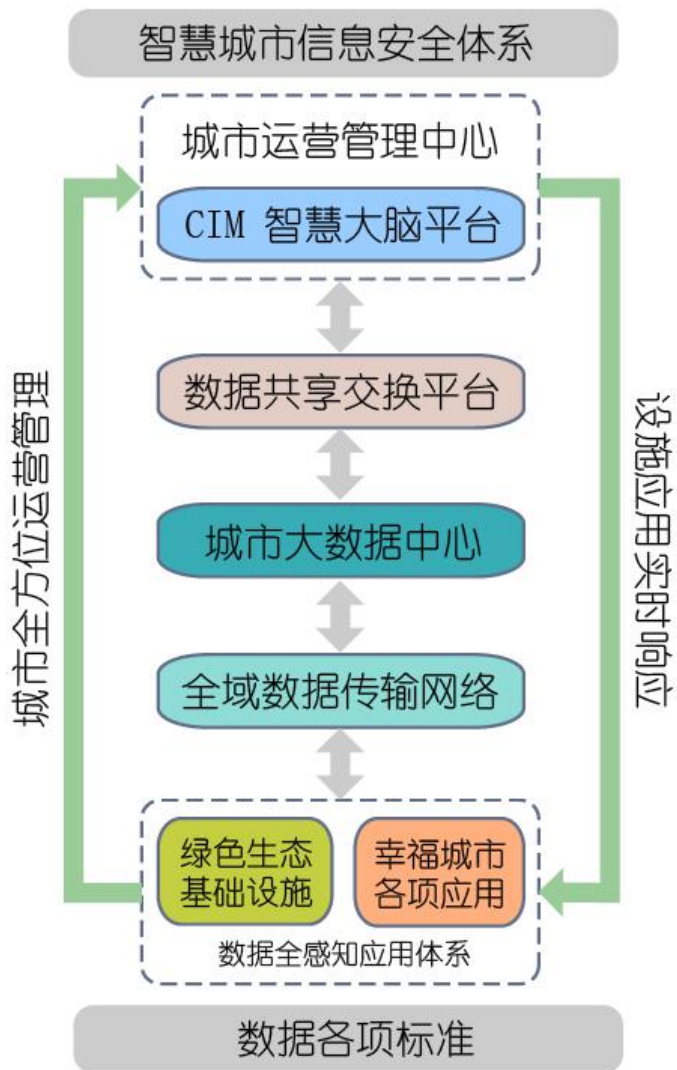 智慧城市信息安全体系
城市运营管理中心
CIM 智慧大脑平台
数据共享交换平台
城市大数据中心
全域数据传输网络
绿色生态
基础设施
幸福城市
各项应用
数据全感知应用体系
城市全方位运营管理
设施应用实时响应
数据各项标准